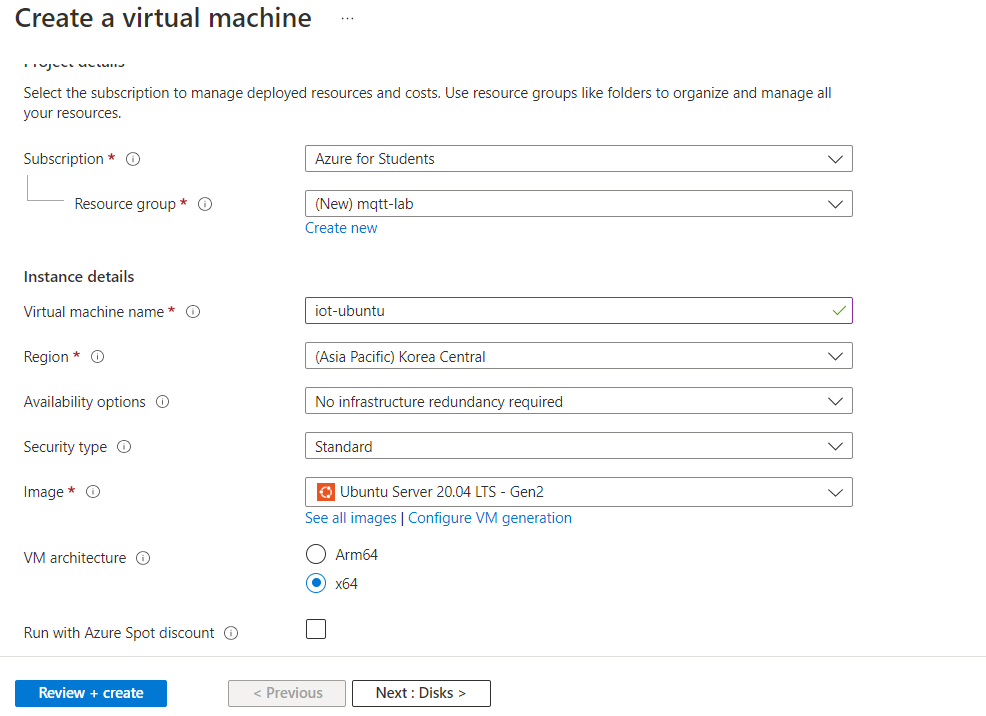 Create a virtual machine ...
Project details
Select the subscription to manage deployed resources and costs. Use resource groups like folders to organize and manage all
your resources.
Subscription * Azure for Students
Resource group * (New) mqtt-lab
Create new
Instance details
Virtual machine name * iot-ubuntu
Region * (Asia Pacific) Korea Central
Availability options No infrastructure redundancy required
Security type Standard
Image * Ubuntu Server 20.04 LTS - Gen2
See all images | Configure VM generation
VM architecture Arm64
x64
Run with Azure Spot discount
Review + create < Previous Next : Disks >